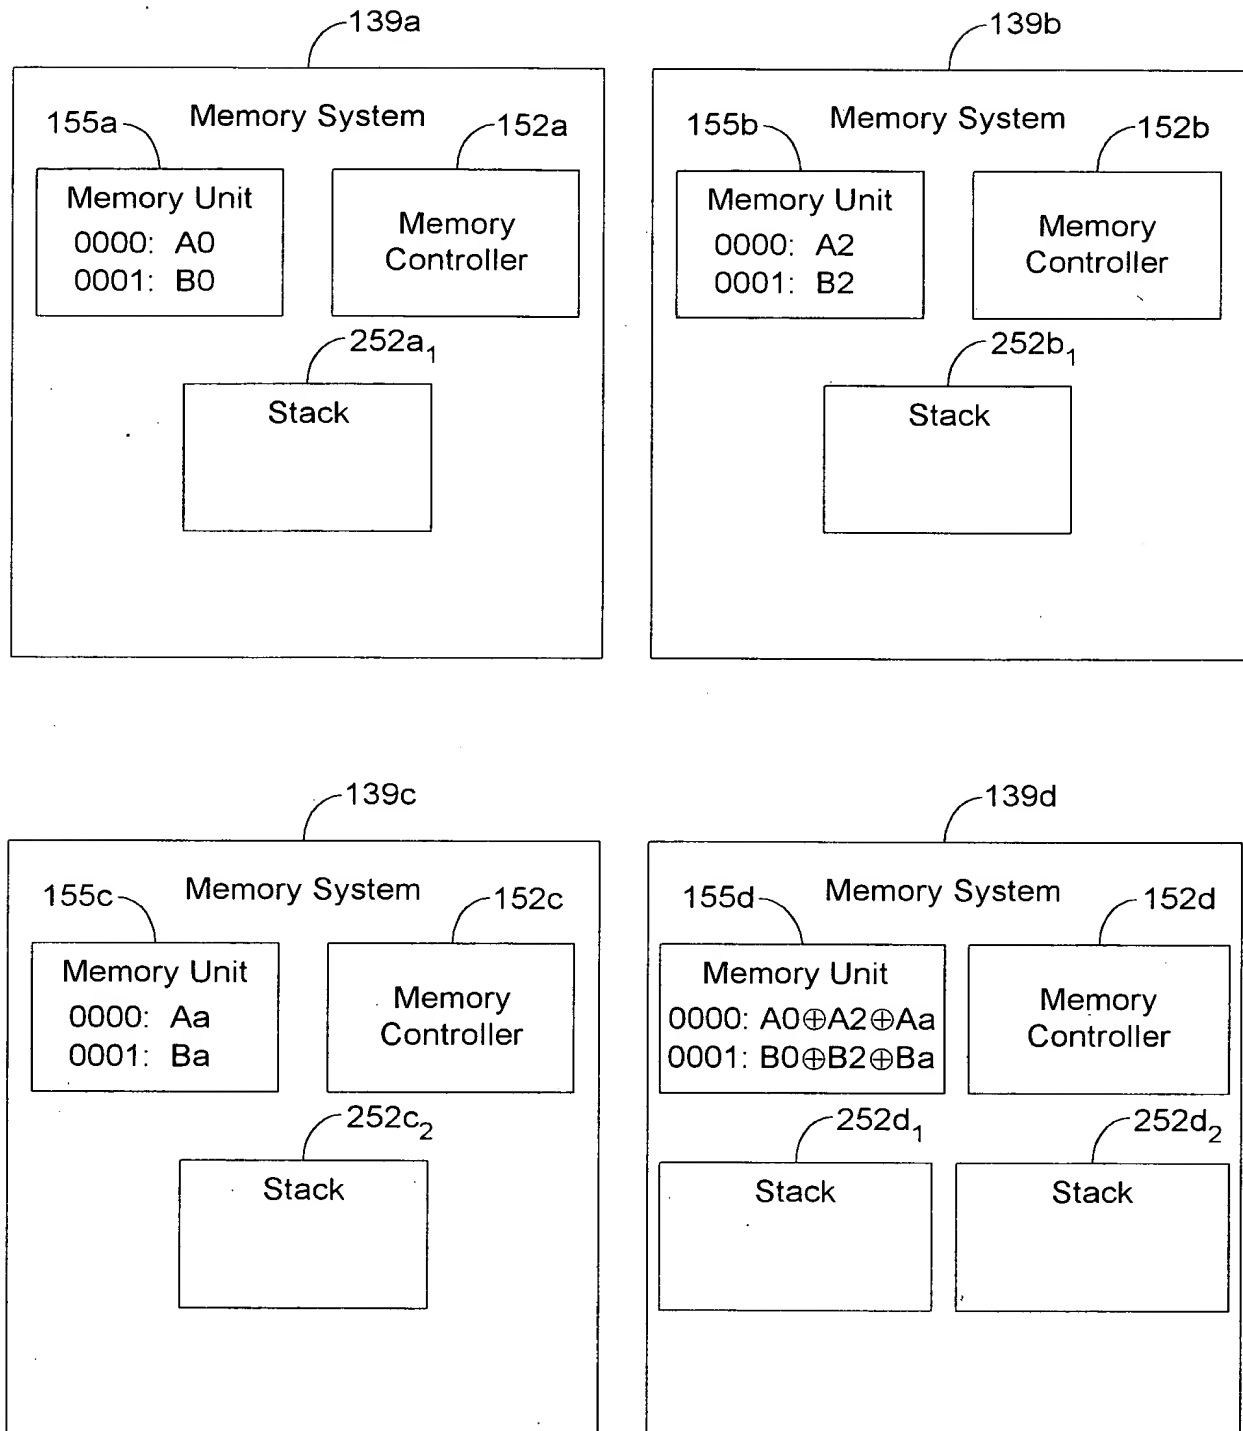 139a
139b
Memory System
155a
152a
Memory Unit
0000: A0
0001: B0
Memory
Controller
252a1
Stack
Memory System
155b
152b
Memory Unit
0000: A2
0001: B2
Memory
Controller
252b1
Stack
139c
139d
Memory System
155c
152c
Memory Unit
0000: Aa
0001: Ba
Memory
Controller
252c2
Stack
Memory System
155d
152d
Memory Unit
0000: A0⊕A2⊕Aa
0001: B0⊕B2⊕Ba
Memory
Controller
252d1
252d2
Stack
Stack